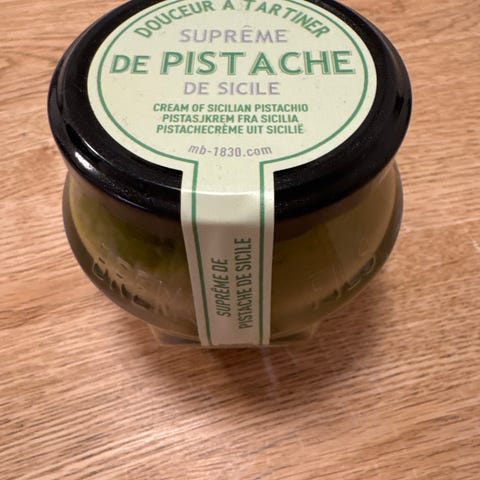 DOUCEUR À TARTINER
SUPRÊME
DE PISTACHE
DE SICILE
CREAM OF SICILIAN PISTACHIO
PISTASJKREM FRA SICILIA
PISTACHECRÈME UIT SICILIË
mb-1830.com
SUPRÊME DE
PISTACHE DE SICILE